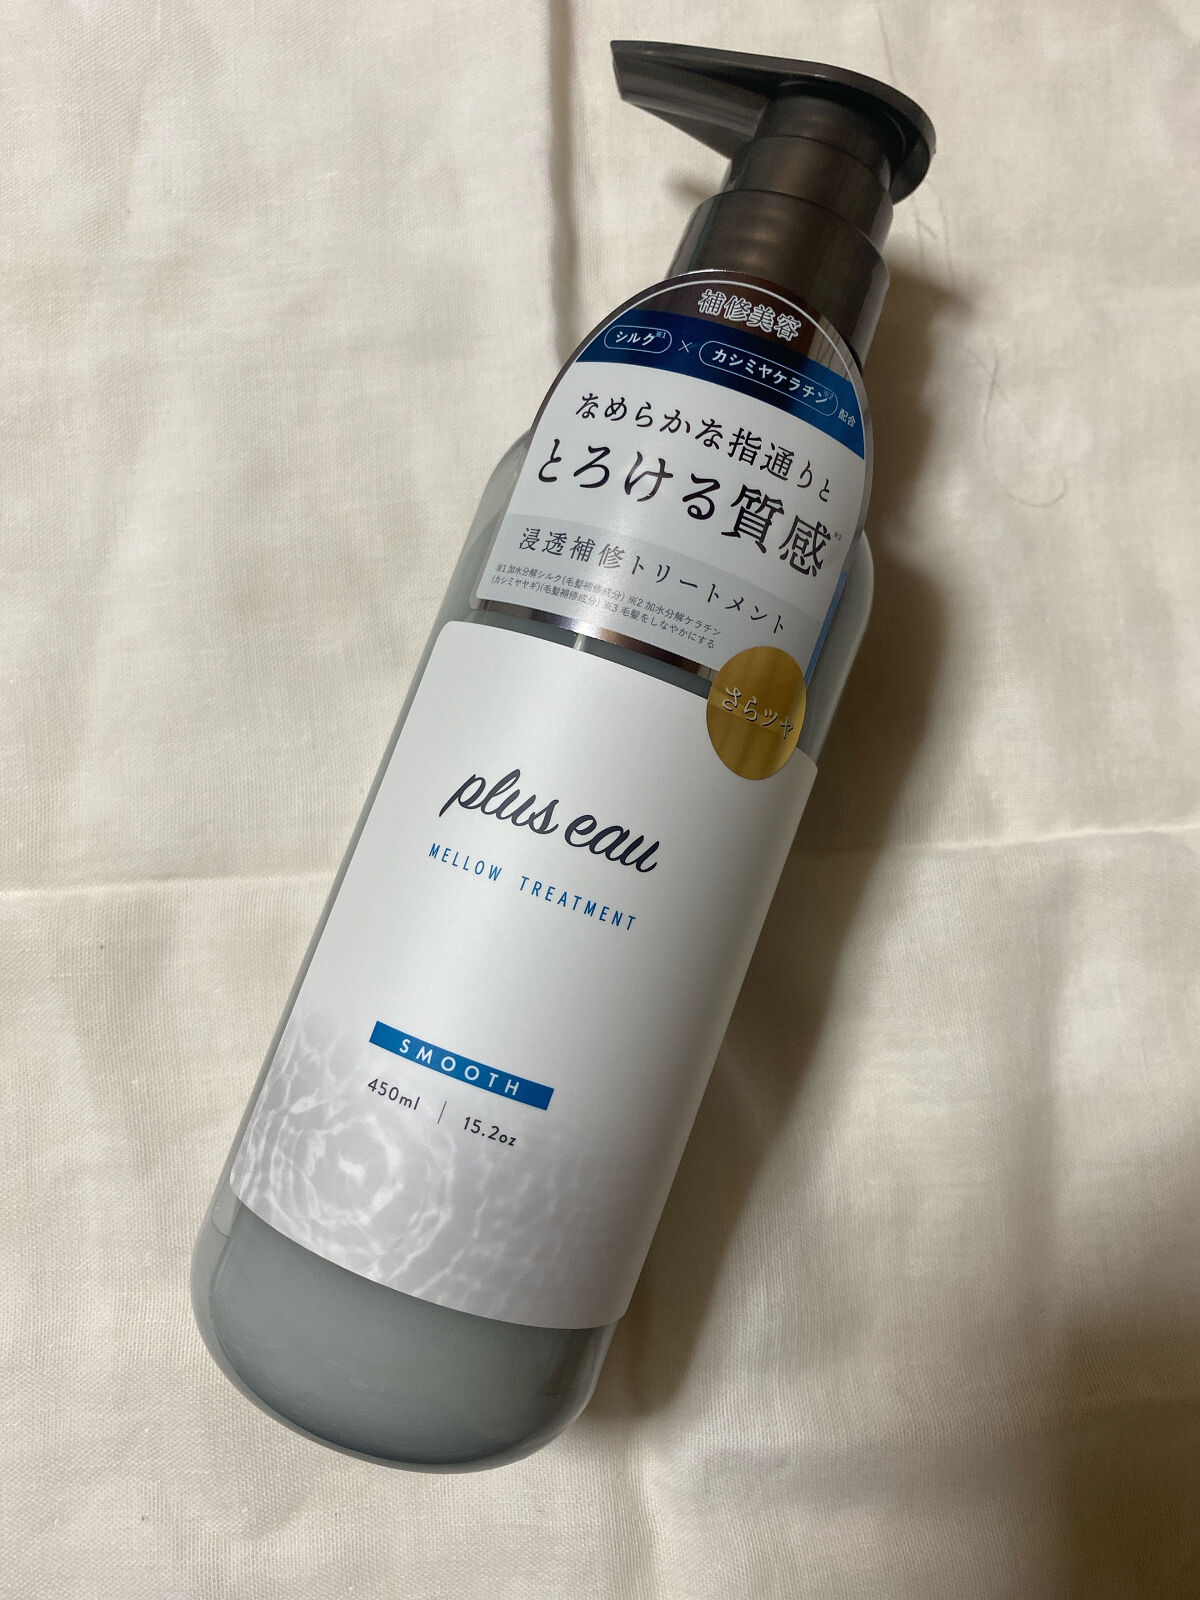 補修美容
シルク※1 × カシミヤケラチン※2 配合
なめらかな指通りと
とろける質感※3
浸透補修トリートメント
※1 加水分解シルク(毛髪補修成分) ※2 加水分解ケラチン
(カシミヤヤギ)(毛髪補修成分) ※3 毛髪をしなやかにする
さらツヤ
plus eau
MELLOW TREATMENT
SMOOTH
450ml | 15.2oz